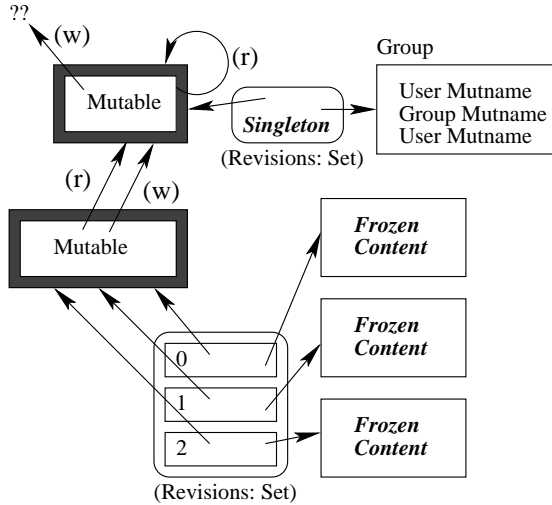 ??
(w)
(r)
Mutable
Singleton
(Revisions: Set)
Group
User Mutname
Group Mutname
User Mutname
(r)
(w)
Mutable
Frozen
Content
Frozen
Content
Frozen
Content
0
1
2
(Revisions: Set)